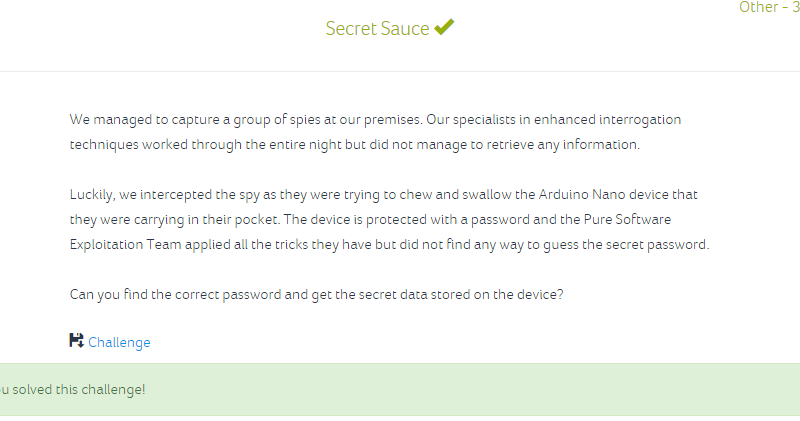 Other - 3
Secret Sauce
We managed to capture a group of spies at our premises. Our specialists in enhanced interrogation
techniques worked through the entire night but did not manage to retrieve any information.
Luckily, we intercepted the spy as they were trying to chew and swallow the Arduino Nano device that
they were carrying in their pocket. The device is protected with a password and the Pure Software
Exploitation Team applied all the tricks they have but did not find any way to guess the secret password.
Can you find the correct password and get the secret data stored on the device?
Challenge
u solved this challenge!